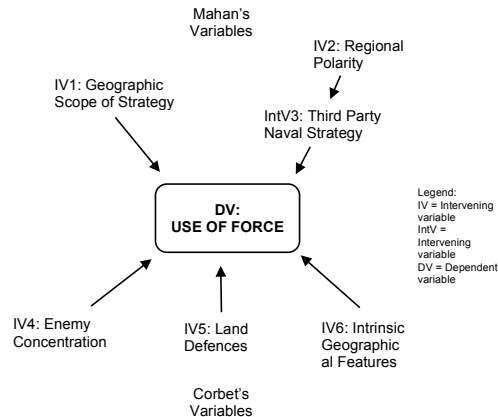 Mahan's
Variables
IV2: Regional
Polarity
IV1: Geographic
Scope of Strategy
IntV3: Third Party
Naval Strategy
DV:
USE OF FORCE
Legend:
IV = Intervening
variable
IntV =
Intervening
variable
DV = Dependent
variable
IV4: Enemy
Concentration
IV5: Land
Defences
IV6: Intrinsic
Geographic
al Features
Corbet's
Variables